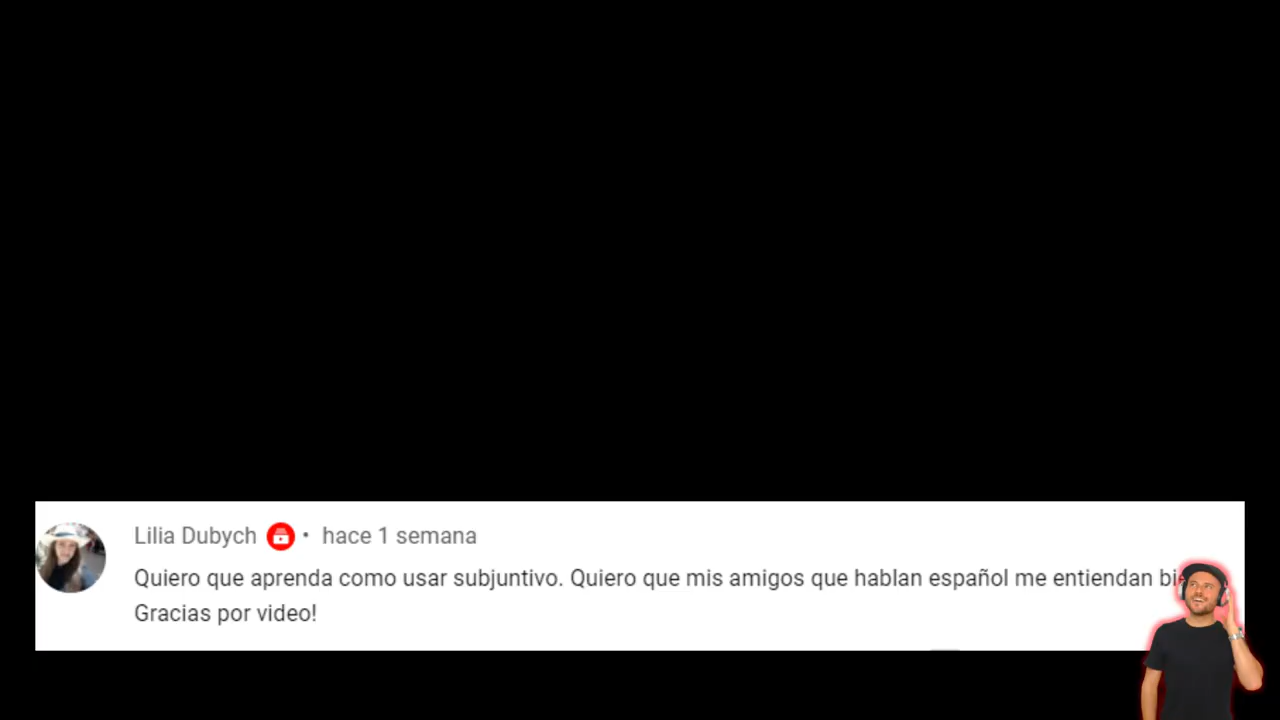 Lilia Dubych • hace 1 semana
Quiero que aprenda como usar subjuntivo. Quiero que mis amigos que hablan español me entiendan
Gracias por video!